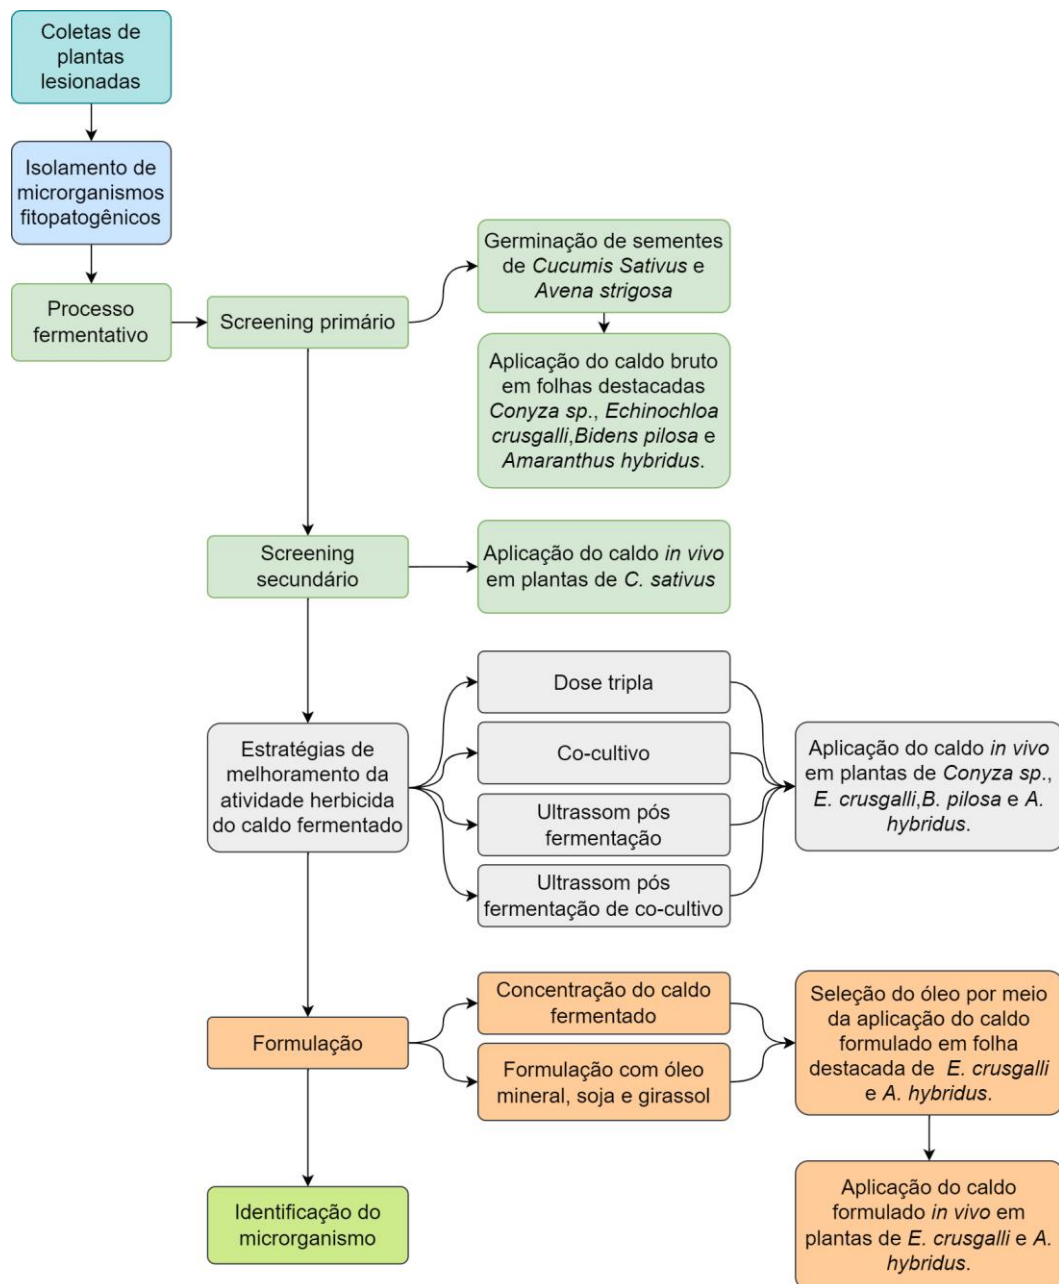 Coletas de
plantas
lesionadas
Isolamento de
microrganismos
fitopatogênicos
Processo
fermentativo
Screening primário
Germinação de sementes
de Cucumis Sativus e
Avena strigosa
Aplicação do caldo bruto
em folhas destacadas
Conyza sp., Echinochloa
crusgalli,Bidens pilosa e
Amaranthus hybridus.
Screening
secundário
Aplicação do caldo in vivo
em plantas de C. sativus
Estratégias de
melhoramento da
atividade herbicida
do caldo fermentado
Dose tripla
Co-cultivo
Ultrassom pós
fermentação
Ultrassom pós
fermentação de co-cultivo
Aplicação do caldo in vivo
em plantas de Conyza sp.,
E. crusgalli,B. pilosa e A.
hybridus.
Formulação
Concentração do caldo
fermentado
Formulação com óleo
mineral, soja e girassol
Seleção do óleo por meio
da aplicação do caldo
formulado em folha
destacada de E. crusgalli
e A. hybridus.
Aplicação do caldo
formulado in vivo em
plantas de E. crusgalli e A.
hybridus.
Identificação do
microrganismo